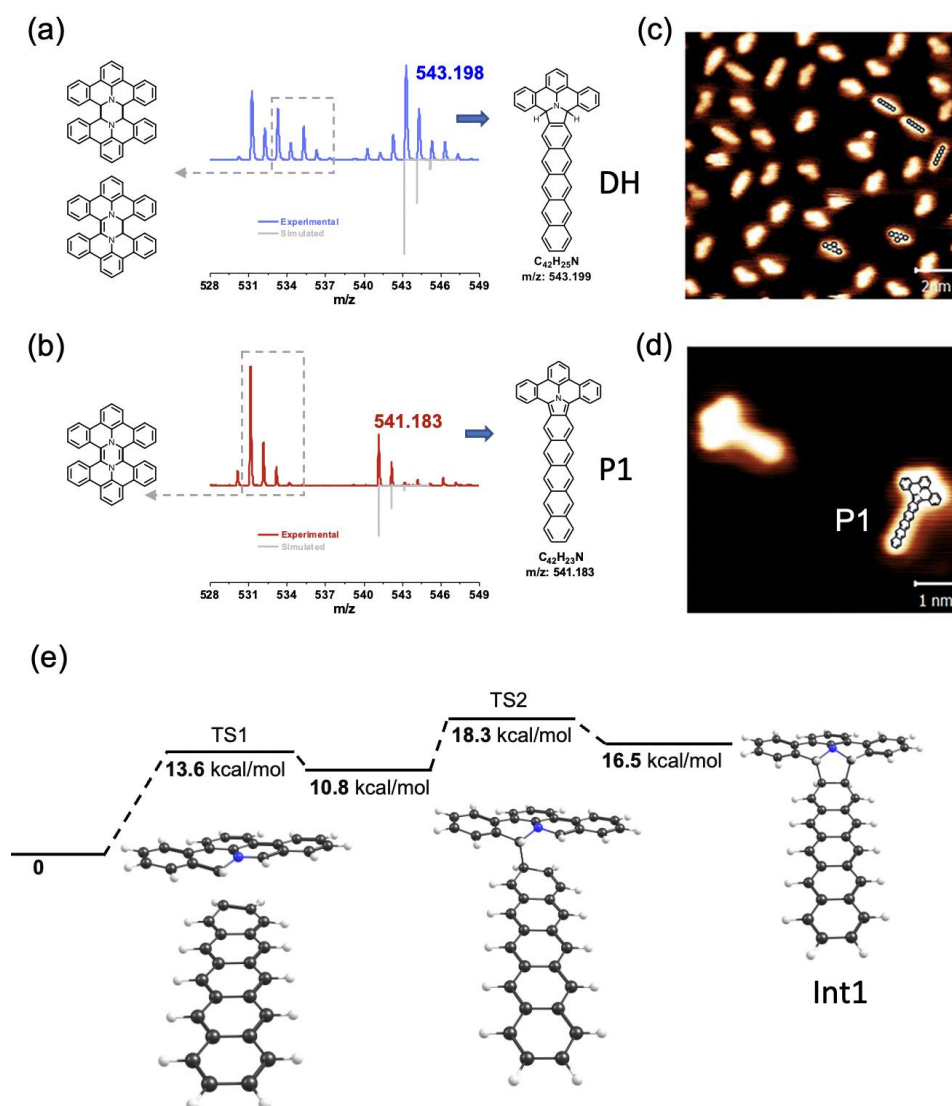 (a)
543.198
Experimental
Simulated
528 531 534 537 540 543 546 549
m/z
N
N
N
N
N
H H
DH
C₄₂H₂₅N
m/z: 543.199
(c)
2nm
(b)
541.183
Experimental
Simulated
528 531 534 537 540 543 546 549
m/z
N
N
N
P1
C₄₂H₂₃N
m/z: 541.183
(d)
P1
1 nm
(e)
0
TS1
13.6 kcal/mol
10.8 kcal/mol
TS2
18.3 kcal/mol
16.5 kcal/mol
Int1